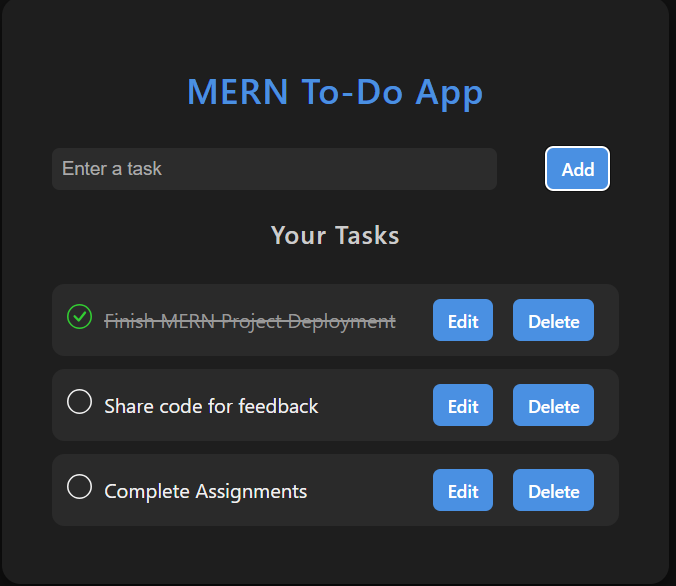 MERN To-Do App
Enter a task Add
Your Tasks
Finish MERN Project Deployment Edit Delete
Share code for feedback Edit Delete
Complete Assignments Edit Delete